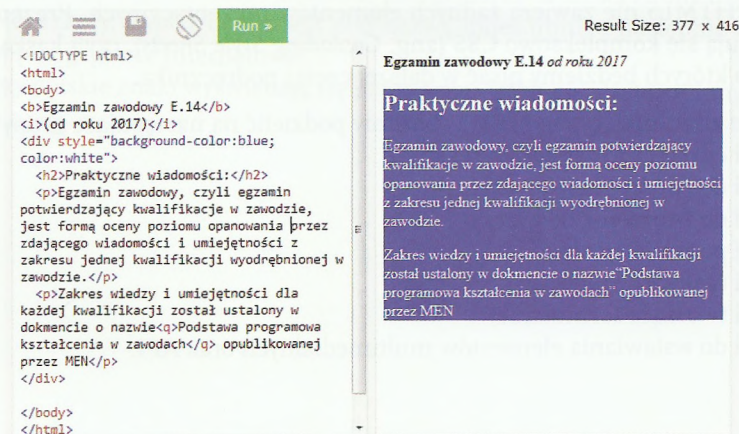 Run »
Result Size: 377 x 416
<!DOCTYPE html>
<html>
<body>
<b>Egzamin zawodowy E.14</b>
<i>(od roku 2017)</i>
<div style="background-color:blue;
color:white">
<h2>Praktyczne wiadomości:</h2>
<p>Egzamin zawodowy, czyli egzamin
potwierdzający kwalifikacje w zawodzie,
jest formą oceny poziomu opanowania przez
zdającego wiadomości i umiejętności z
zakresu jednej kwalifikacji wyodrębnionej w
zawodzie.</p>
<p>Zakres wiedzy i umiejętności dla
każdej kwalifikacji został ustalony w
dokmencie o nazwie<q>Podstawa programowa
kształcenia w zawodach</q> opublikowanej
przez MEN</p>
</div>
</body>
</html>
Egzamin zawodowy E.14 od roku 2017
Praktyczne wiadomości:
Egzamin zawodowy, czyli egzamin potwierdzający
kwalifikacje w zawodzie, jest formą oceny poziomu
opanowania przez zdającego wiadomości i umiejętności
z zakresu jednej kwalifikacji wyodrębnionej w
zawodzie.
Zakres wiedzy i umiejętności dla każdej kwalifikacji
został ustalony w dokmencie o nazwie"Podstawa
programowa kształcenia w zawodach" opublikowanej
przez MEN